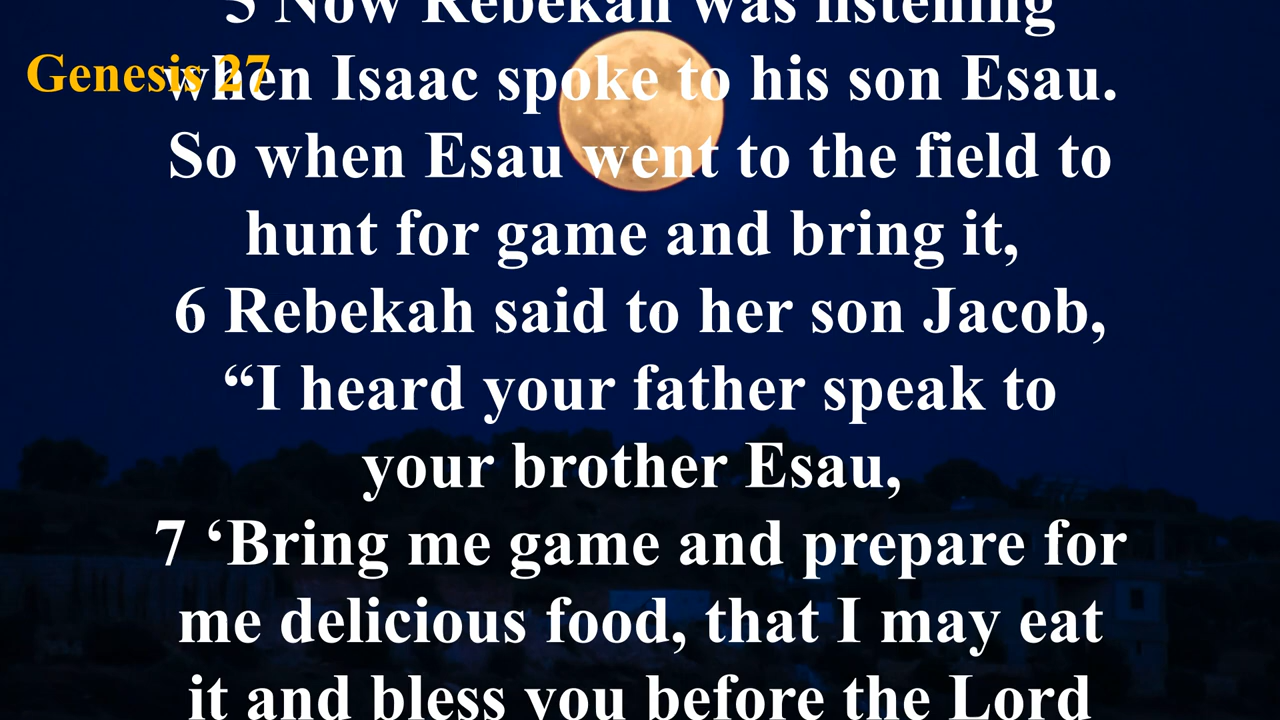 5 Now Rebekah was listening
Genesis 27
when Isaac spoke to his son Esau.
So when Esau went to the field to
hunt for game and bring it,
6 Rebekah said to her son Jacob,
“I heard your father speak to
your brother Esau,
7 ‘Bring me game and prepare for
me delicious food, that I may eat
it and bless you before the Lord